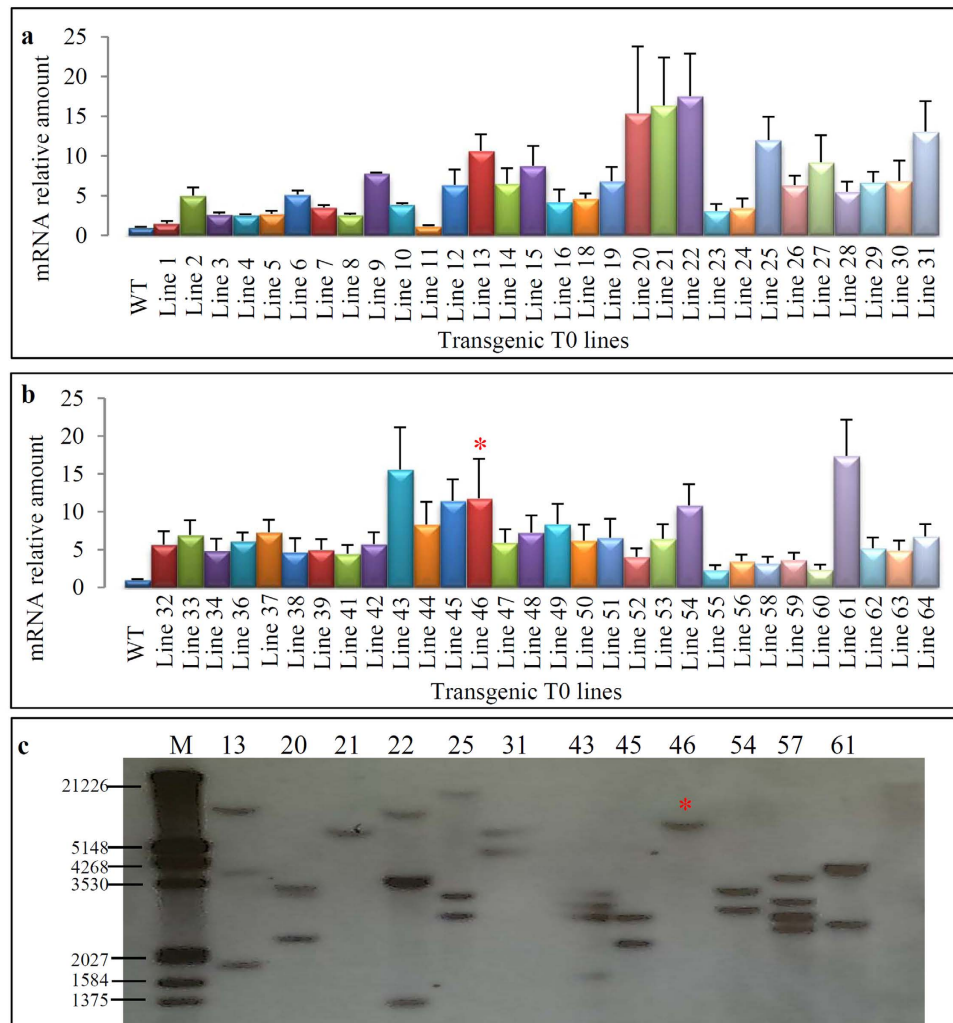 a
25
20
15
10
5
0
mRNA relative amount
WT
Line 1
Line 2
Line 3
Line 4
Line 5
Line 6
Line 7
Line 8
Line 9
Line 10
Line 11
Line 12
Line 13
Line 14
Line 15
Line 16
Line 18
Line 19
Line 20
Line 21
Line 22
Line 23
Line 24
Line 25
Line 26
Line 27
Line 28
Line 29
Line 30
Line 31
Transgenic T0 lines
b
25
20
15
10
5
0
mRNA relative amount
*
WT
Line 32
Line 33
Line 34
Line 36
Line 37
Line 38
Line 39
Line 41
Line 42
Line 43
Line 44
Line 45
Line 46
Line 47
Line 48
Line 49
Line 50
Line 51
Line 52
Line 53
Line 54
Line 55
Line 56
Line 58
Line 59
Line 60
Line 61
Line 62
Line 63
Line 64
Transgenic T0 lines
c
M 13 20 21 22 25 31 43 45 46 54 57 61
21226
*
5148
4268
3530
2027
1584
1375